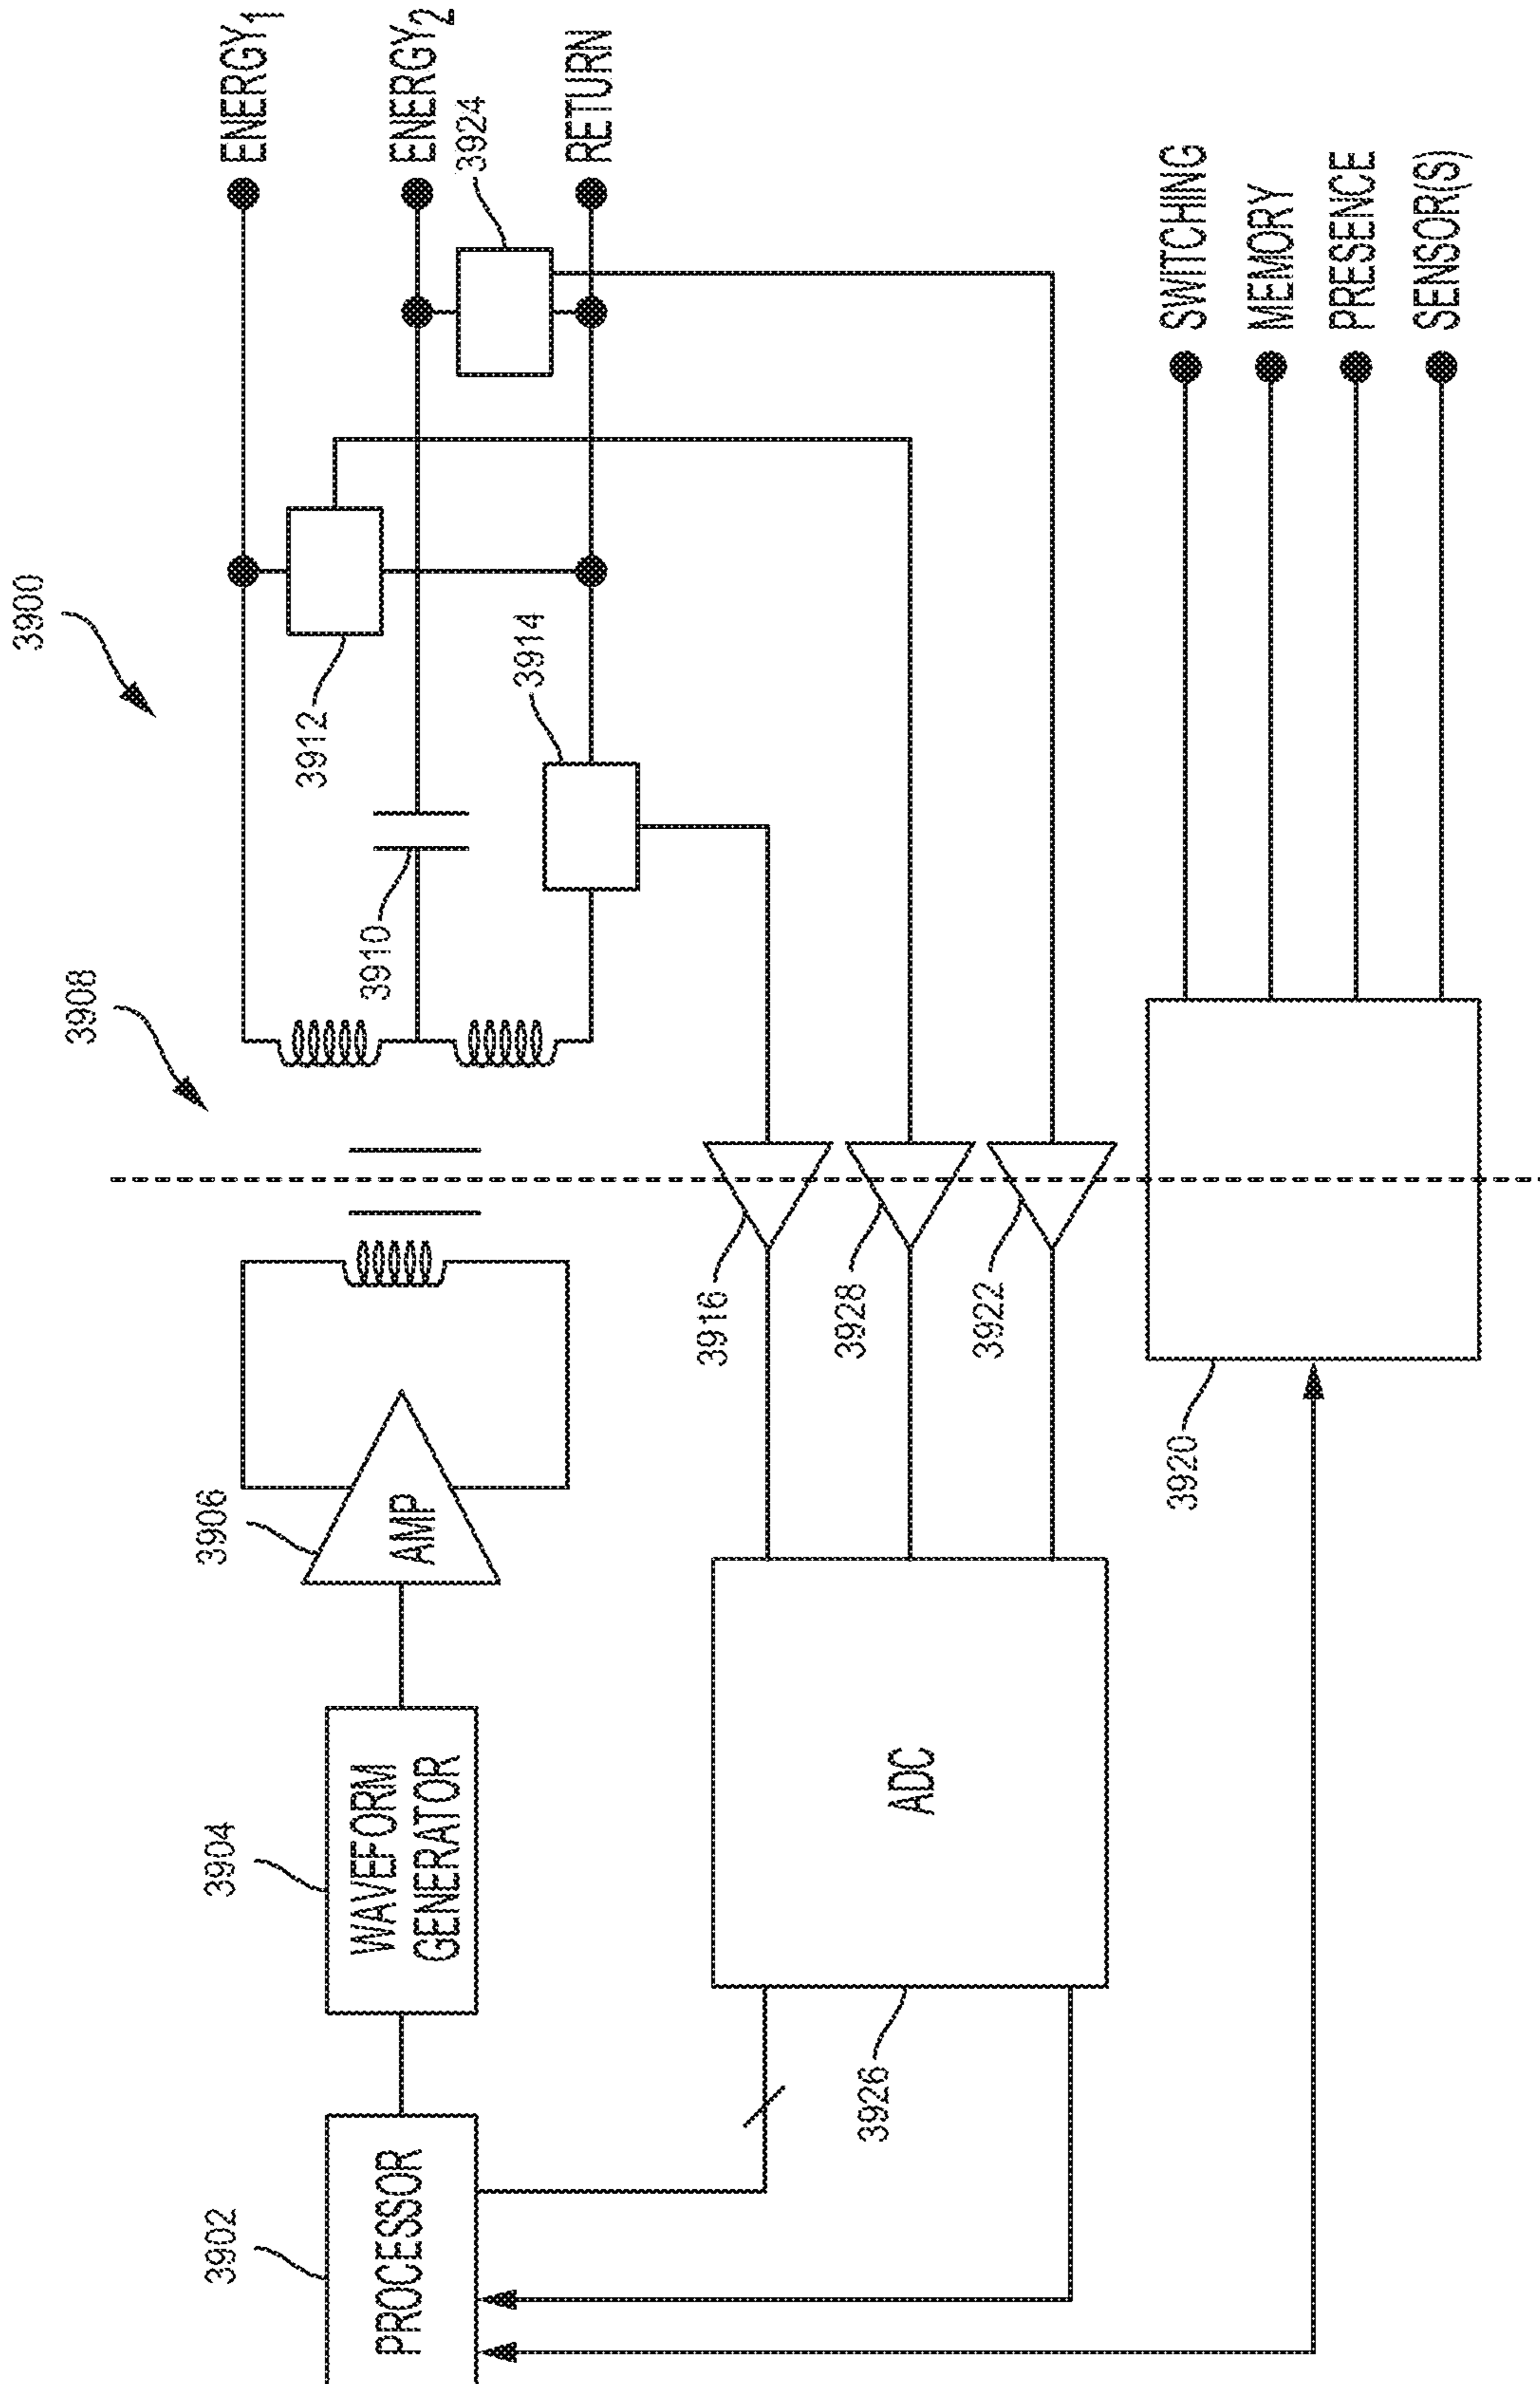 3900
3908
3902
PROCESSOR
3904
WAVEFORM
GENERATOR
3906
AMP
3910
3912
3914
ENERGY₁
ENERGY₂
3924
RETURN
3916
3928
3922
ADC
3926
3920
SWITCHING
MEMORY
PRESENCE
SENSOR(S)